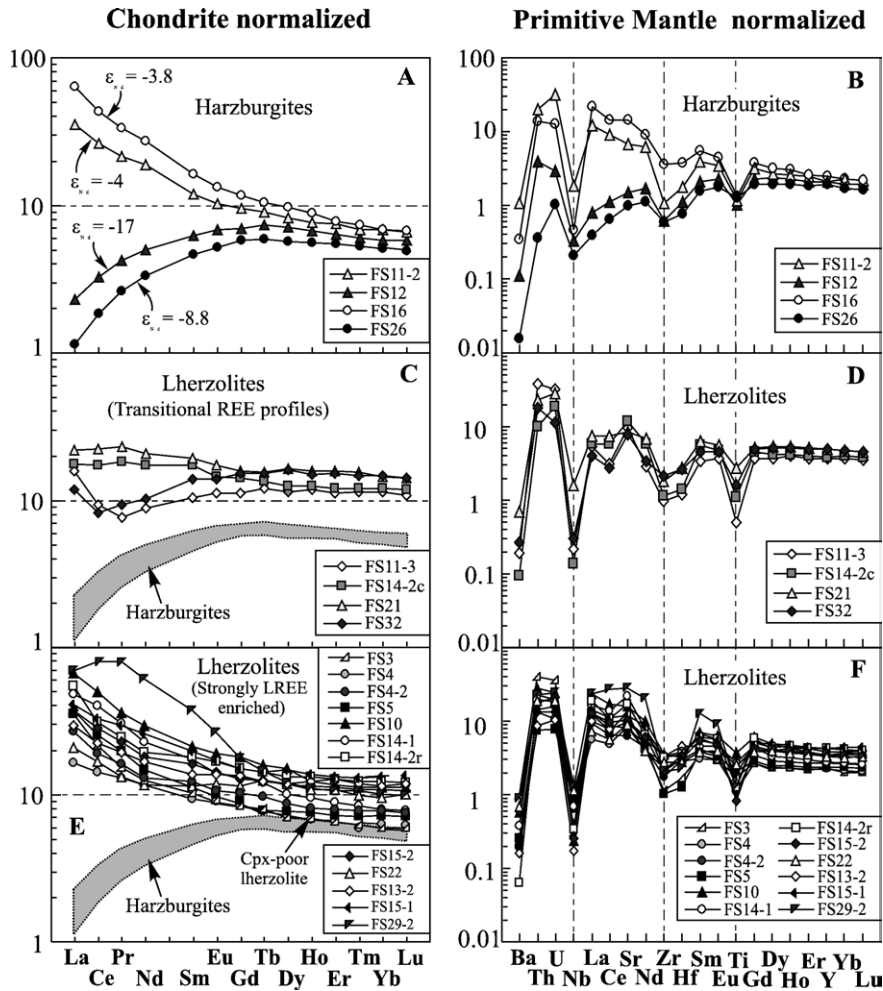 Chondrite normalized
Primitive Mantle normalized
100
10
1
A
Harzburgites
εNd = -3.8
εNd = -4
εNd = -17
εNd = -8.8
FS11-2
FS12
FS16
FS26
100
10
1
0.1
0.01
B
Harzburgites
FS11-2
FS12
FS16
FS26
10
1
C
Lherzolites
(Transitional REE profiles)
Harzburgites
FS11-3
FS14-2c
FS21
FS32
10
1
0.1
0.01
D
Lherzolites
FS11-3
FS14-2c
FS21
FS32
10
1
E
Lherzolites
(Strongly LREE
enriched)
FS3
FS4
FS4-2
FS5
FS10
FS14-1
FS14-2r
Cpx-poor
lherzolite
Harzburgites
FS15-2
FS22
FS13-2
FS15-1
FS29-2
10
1
0.1
0.01
F
Lherzolites
FS3 FS14-2r
FS4 FS15-2
FS4-2 FS22
FS5 FS13-2
FS10 FS15-1
FS14-1 FS29-2
La Pr Eu Tb Ho Tm Lu
Ce Nd Sm Gd Dy Er Yb
Ba U La Sr Zr Sm Ti Dy Er Yb
Th Nb Ce Nd Hf Eu Gd Ho Y Lu